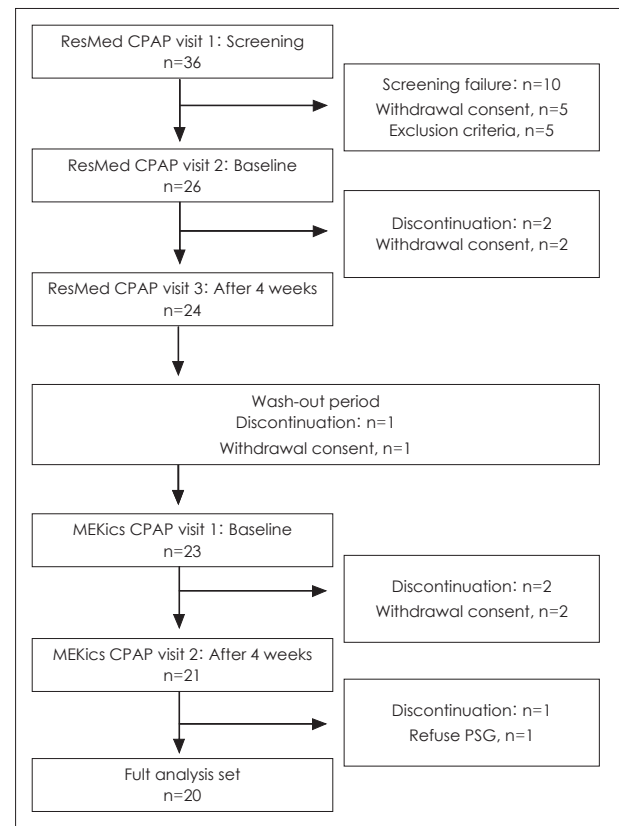 ResMed CPAP visit 1: Screening
n=36
Screening failure: n=10
Withdrawal consent, n=5
Exclusion criteria, n=5
ResMed CPAP visit 2: Baseline
n=26
Discontinuation: n=2
Withdrawal consent, n=2
ResMed CPAP visit 3: After 4 weeks
n=24
Wash-out period
Discontinuation: n=1
Withdrawal consent, n=1
MEKics CPAP visit 1: Baseline
n=23
Discontinuation: n=2
Withdrawal consent, n=2
MEKics CPAP visit 2: After 4 weeks
n=21
Discontinuation: n=1
Refuse PSG, n=1
Fult analysis set
n=20